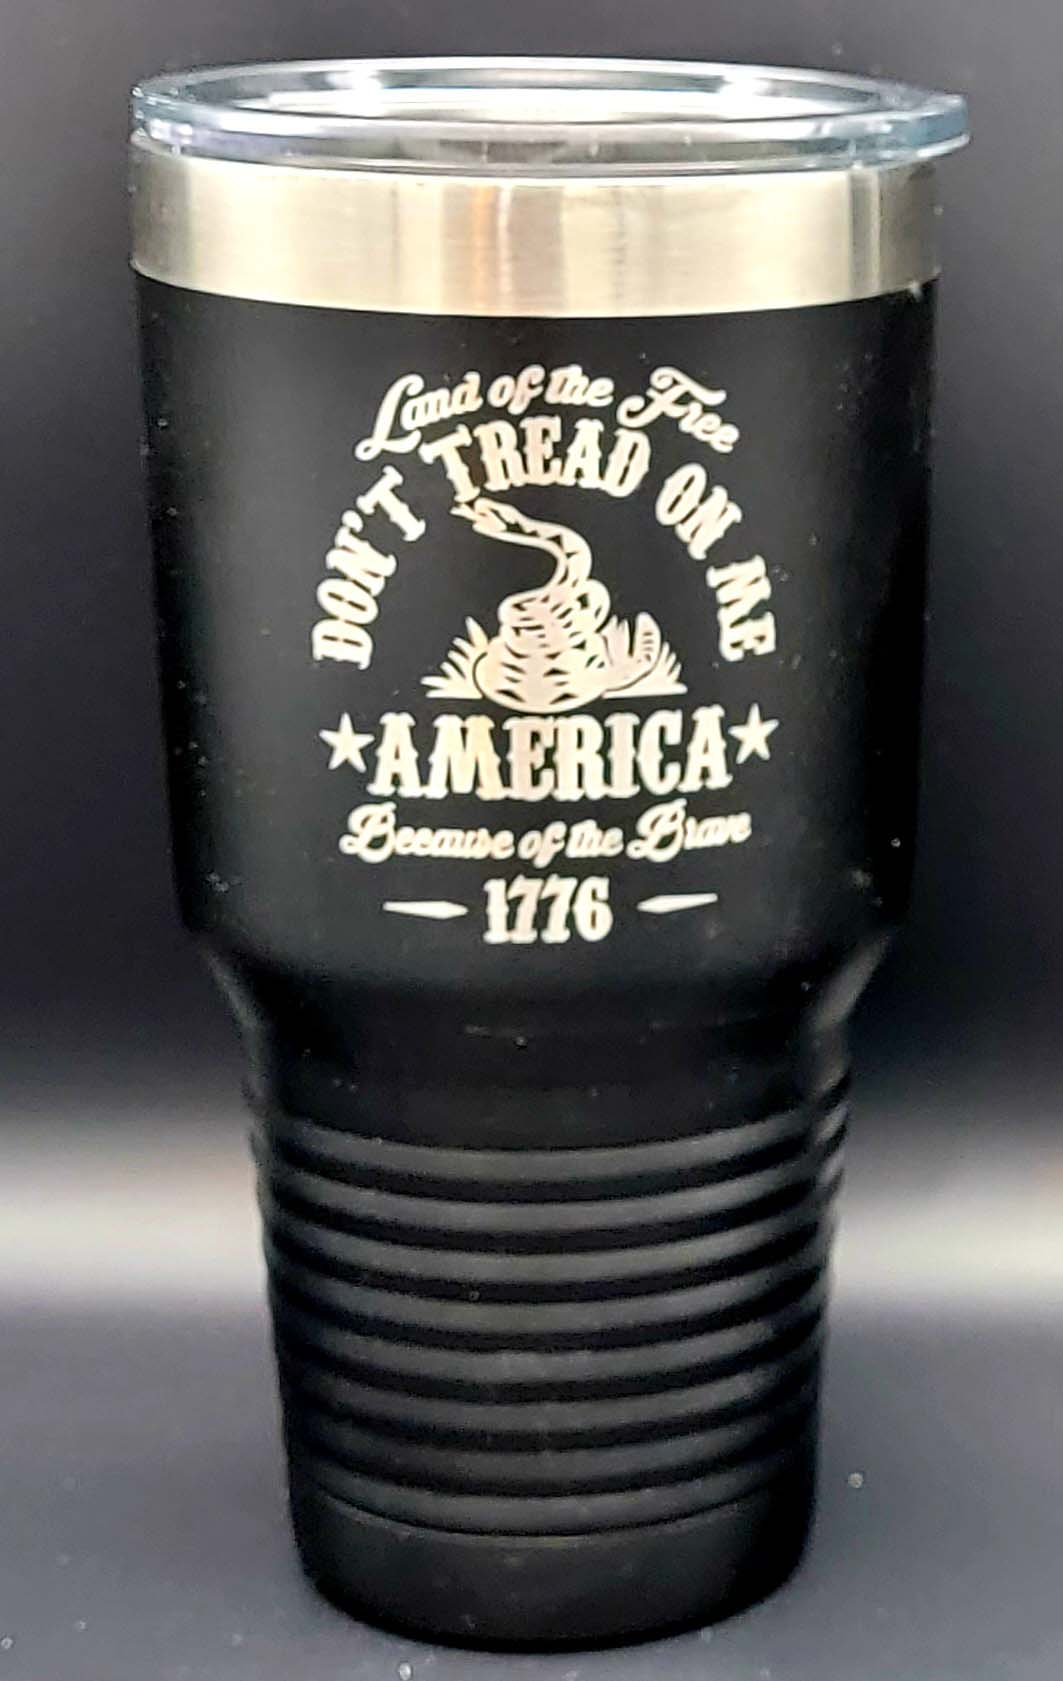 Land of the Free
DON'T TREAD ON ME
AMERICA
Because of the Brave
1776